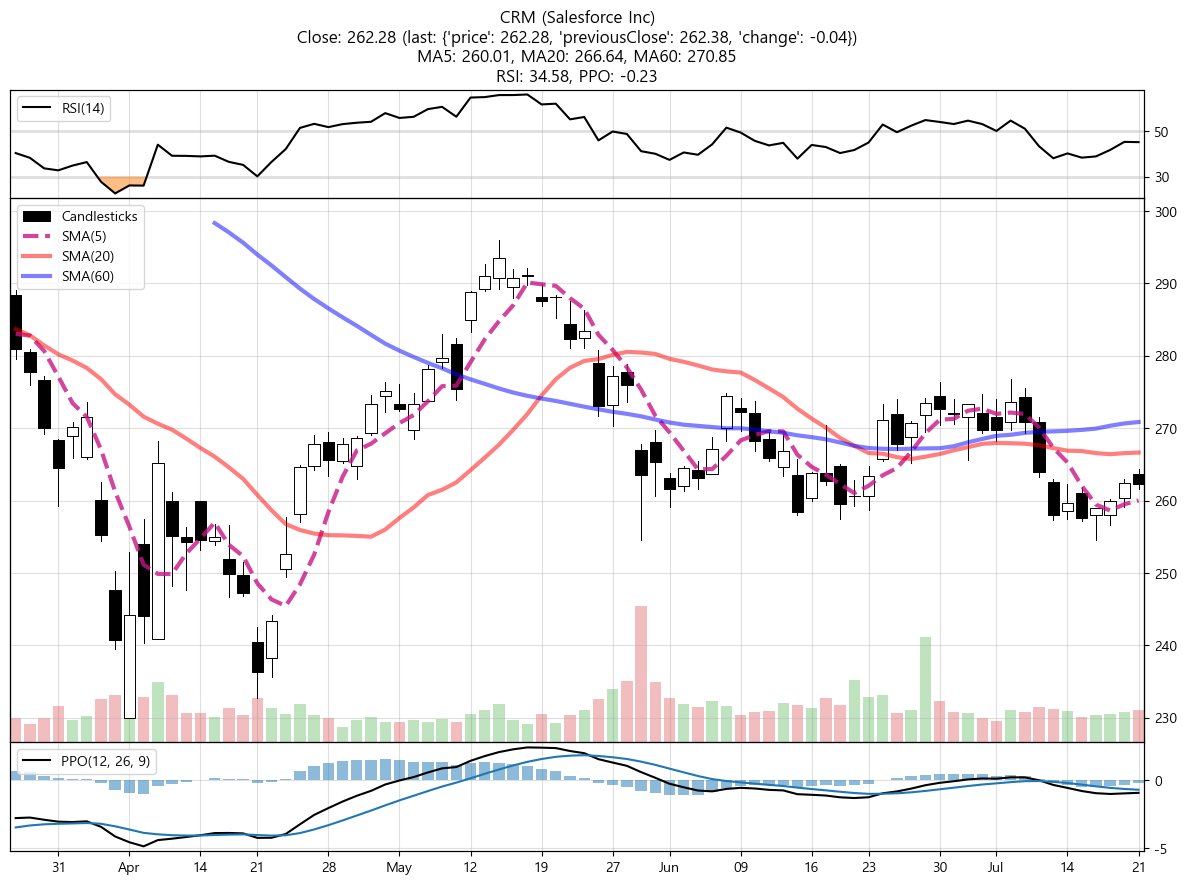 CRM (Salesforce Inc)
Close: 262.28 (last: {'price': 262.28, 'previousClose': 262.38, 'change': -0.04})
MA5: 260.01, MA20: 266.64, MA60: 270.85
RSI: 34.58, PPO: -0.23
RSI(14)
50
30
Candlesticks
SMA(5)
SMA(20)
SMA(60)
300
290
280
270
260
250
240
230
PPO(12, 26, 9)
0
-5
31 Apr 14 21 28 May 12 19 27 Jun 09 16 23 30 Jul 14 21